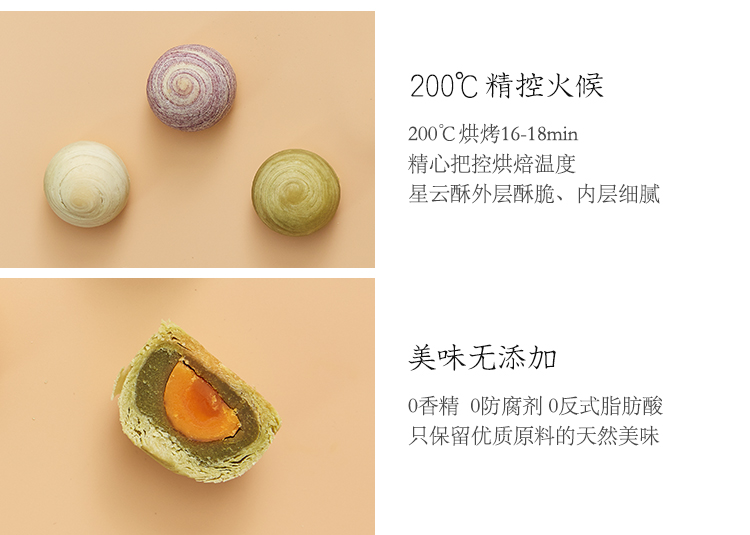 200℃ 精控火候
200℃ 烘烤16-18min
精心把控烘焙温度
星云酥外层酥脆、内层细腻
美味无添加
0香精 0防腐剂 0反式脂肪酸
只保留优质原料的天然美味